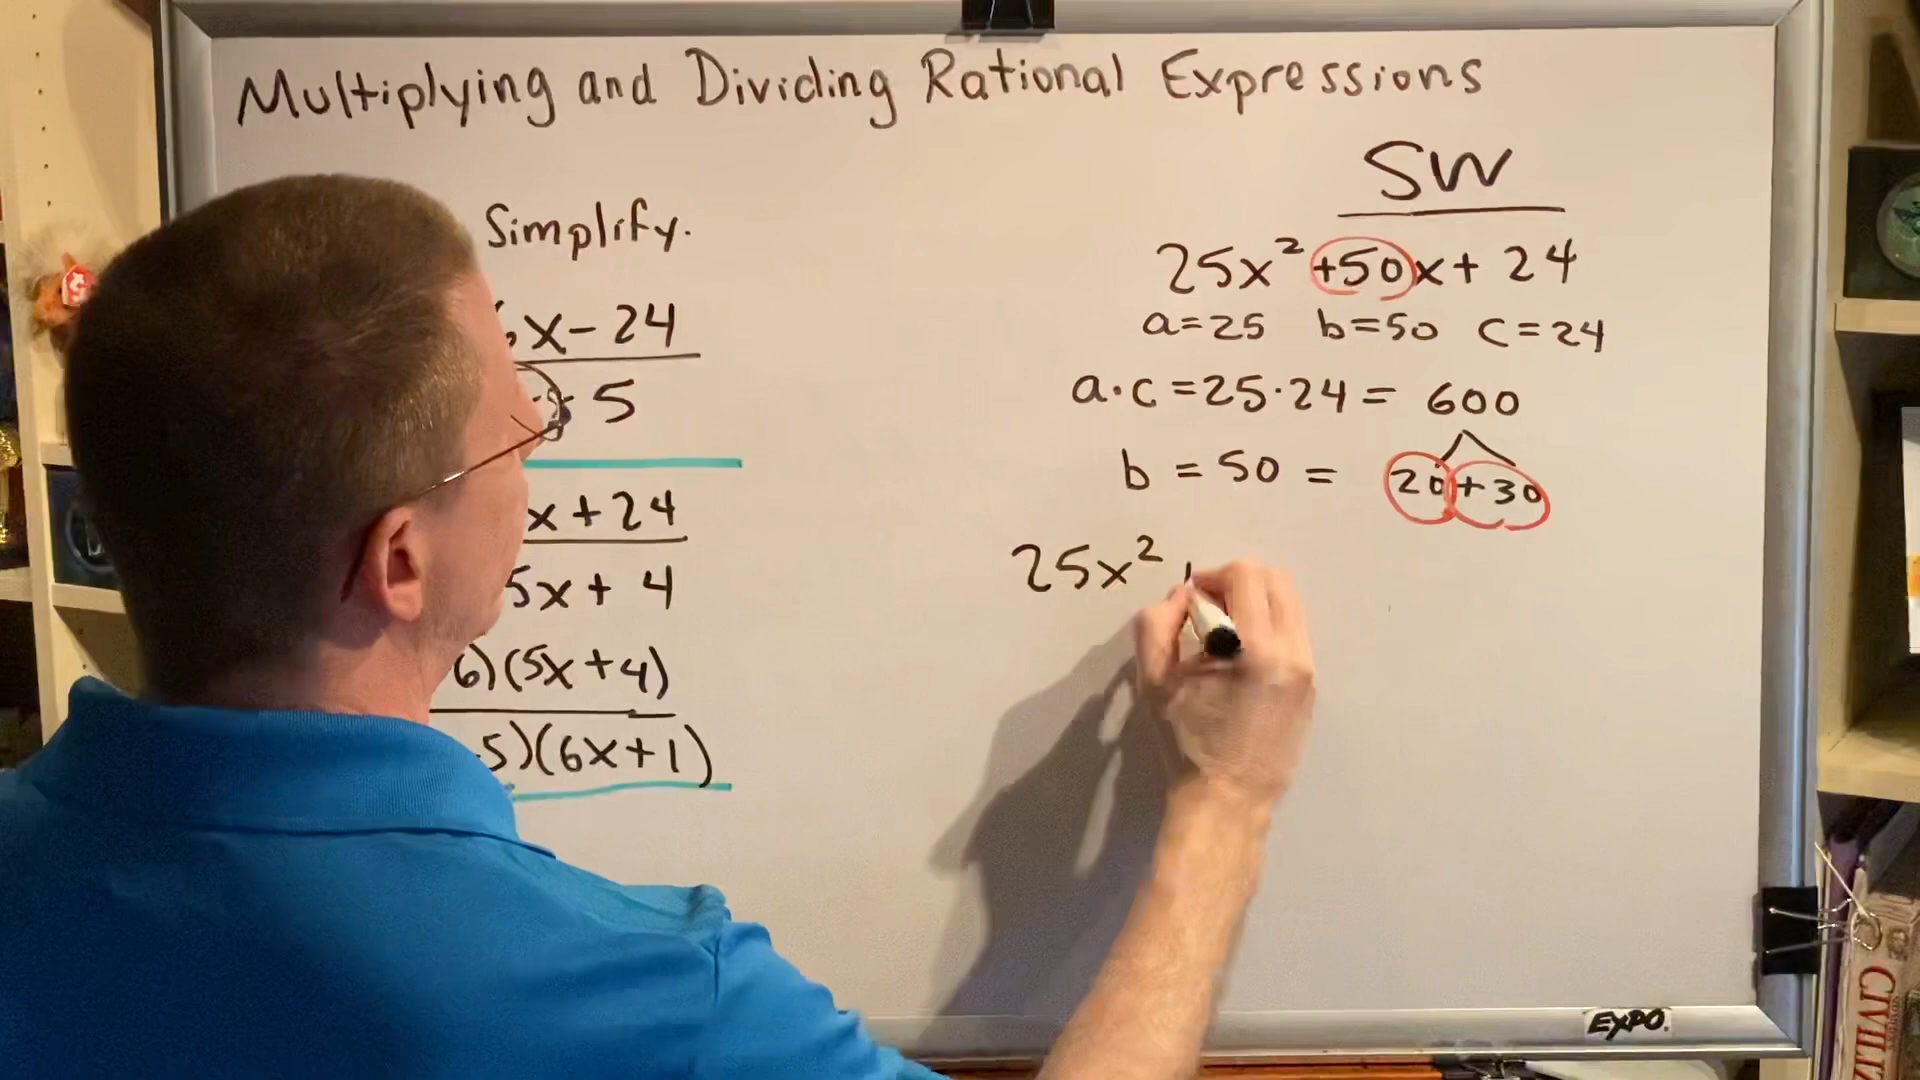 Multiplying and Dividing Rational Expressions
Simplify.
x-24
5
x+24
5x+4
6)(5x+4)
5)(6x+1)
SW
25x²+50x+24
a=25 b=50 c=24
a·c=25·24=600
b=50=20+30
25x²
EXPO.